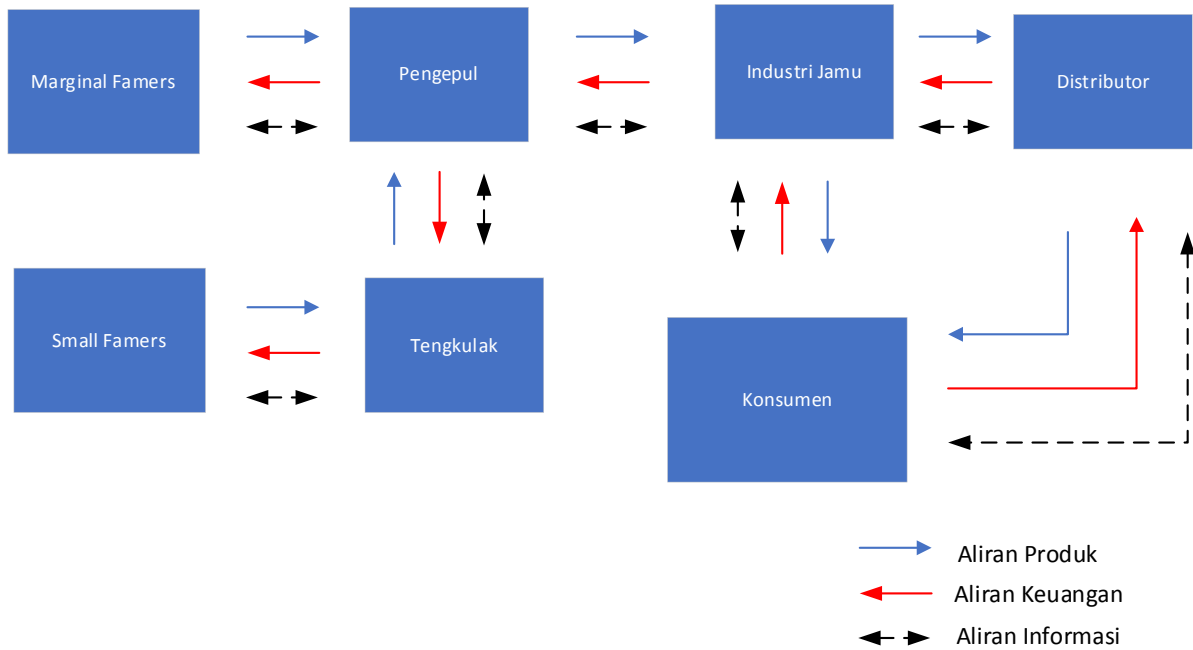 Marginal Famers
Pengepul
Industri Jamu
Distributor
Small Famers
Tengkulak
Konsumen
Aliran Produk
Aliran Keuangan
Aliran Informasi